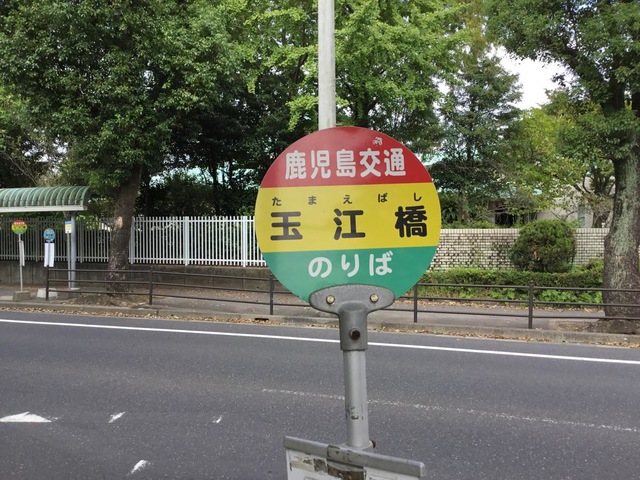 鹿児島交通
たまえばし
玉江橋
のりば